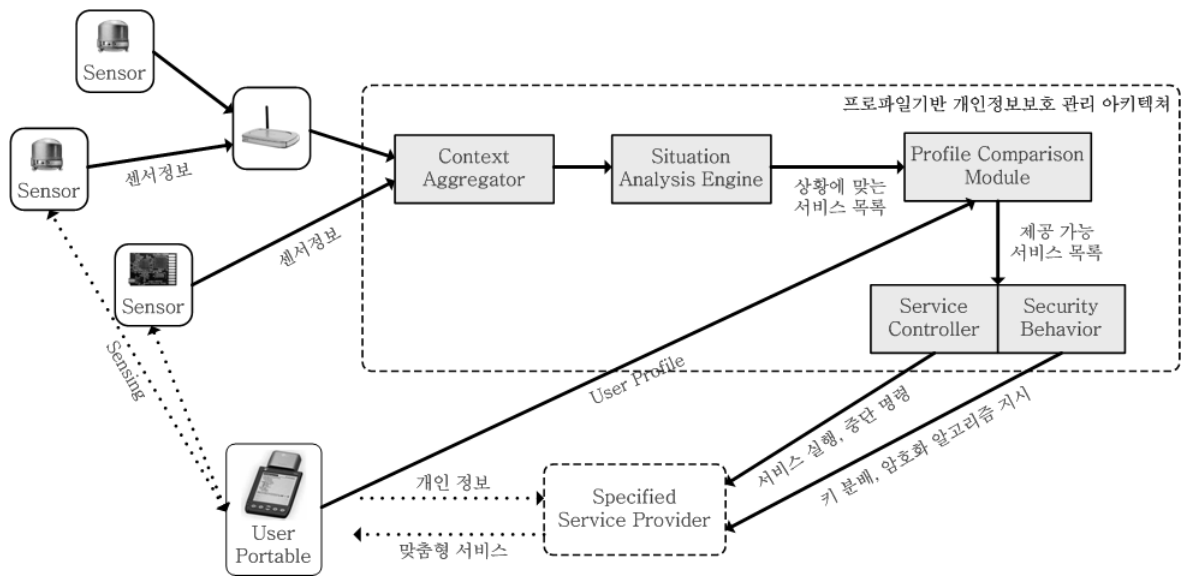 Sensor
프로파일기반 개인정보보호 관리 아키텍쳐
Sensor
센서정보
Context
Aggregator
Situation
Analysis Engine
상황에 맞는
서비스 목록
Profile Comparison
Module
센서정보
제공 가능
서비스 목록
Sensor
Service
Controller
Security
Behavior
Sensing
User Profile
서비스 실행, 중단 명령
키 분배, 암호화 알고리즘 지시
개인 정보
Specified
Service Provider
맞춤형 서비스
User
Portable